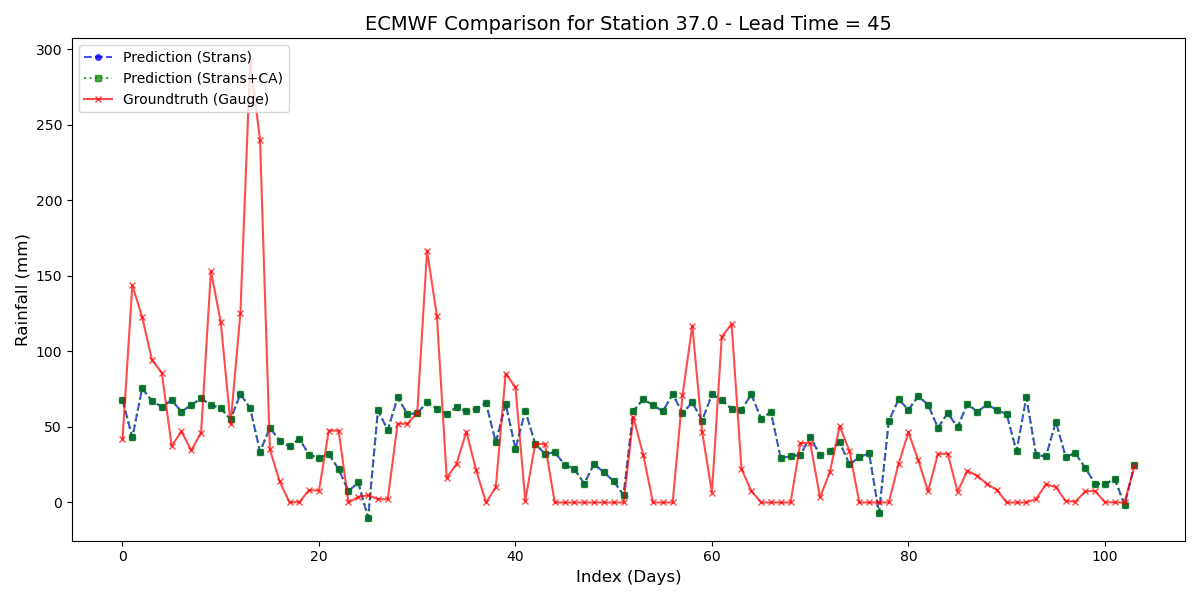 ECMWF Comparison for Station 37.0 - Lead Time = 45
Prediction (Strans)
Prediction (Strans+CA)
Groundtruth (Gauge)
Rainfall (mm)
300
250
200
150
100
50
0
0 20 40 60 80 100
Index (Days)